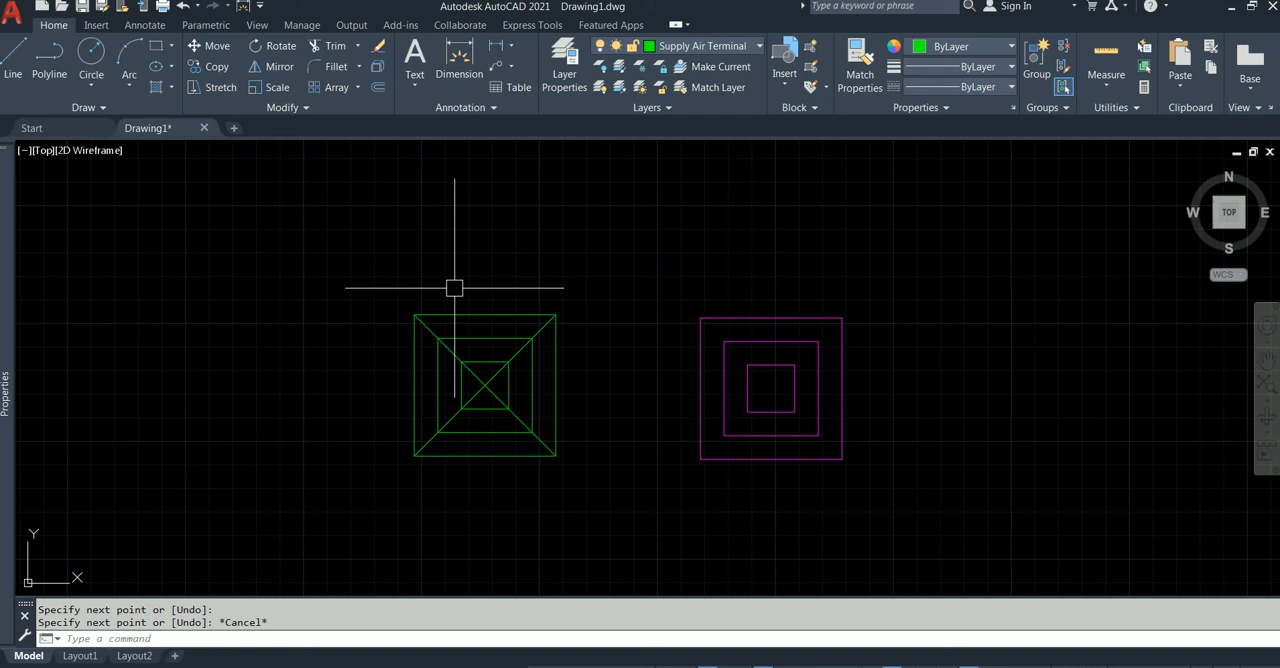 Autodesk AutoCAD 2021 Drawing1.dwg
Type a keyword or phrase
Sign In
Home Insert Annotate Parametric View Manage Output Add-ins Collaborate Express Tools Featured Apps
Move Rotate Trim
Supply Air Terminal
ByLayer
Line Polyline Circle Arc
Copy Mirror Fillet
Text Dimension
Make Current
ByLayer
Stretch Scale Array
Table
Layer Properties
Match Layer
Insert
Match Properties
ByLayer
Group
Measure
Paste
Base
Draw Modify Annotation Layers Block Properties Groups Utilities Clipboard View
Start Drawing1*
[−][Top][2D Wireframe]
N
W TOP E
S
WCS
Properties
Y
X
Specify next point or [Undo]:
Specify next point or [Undo]: *Cancel*
Type a command
Model Layout1 Layout2